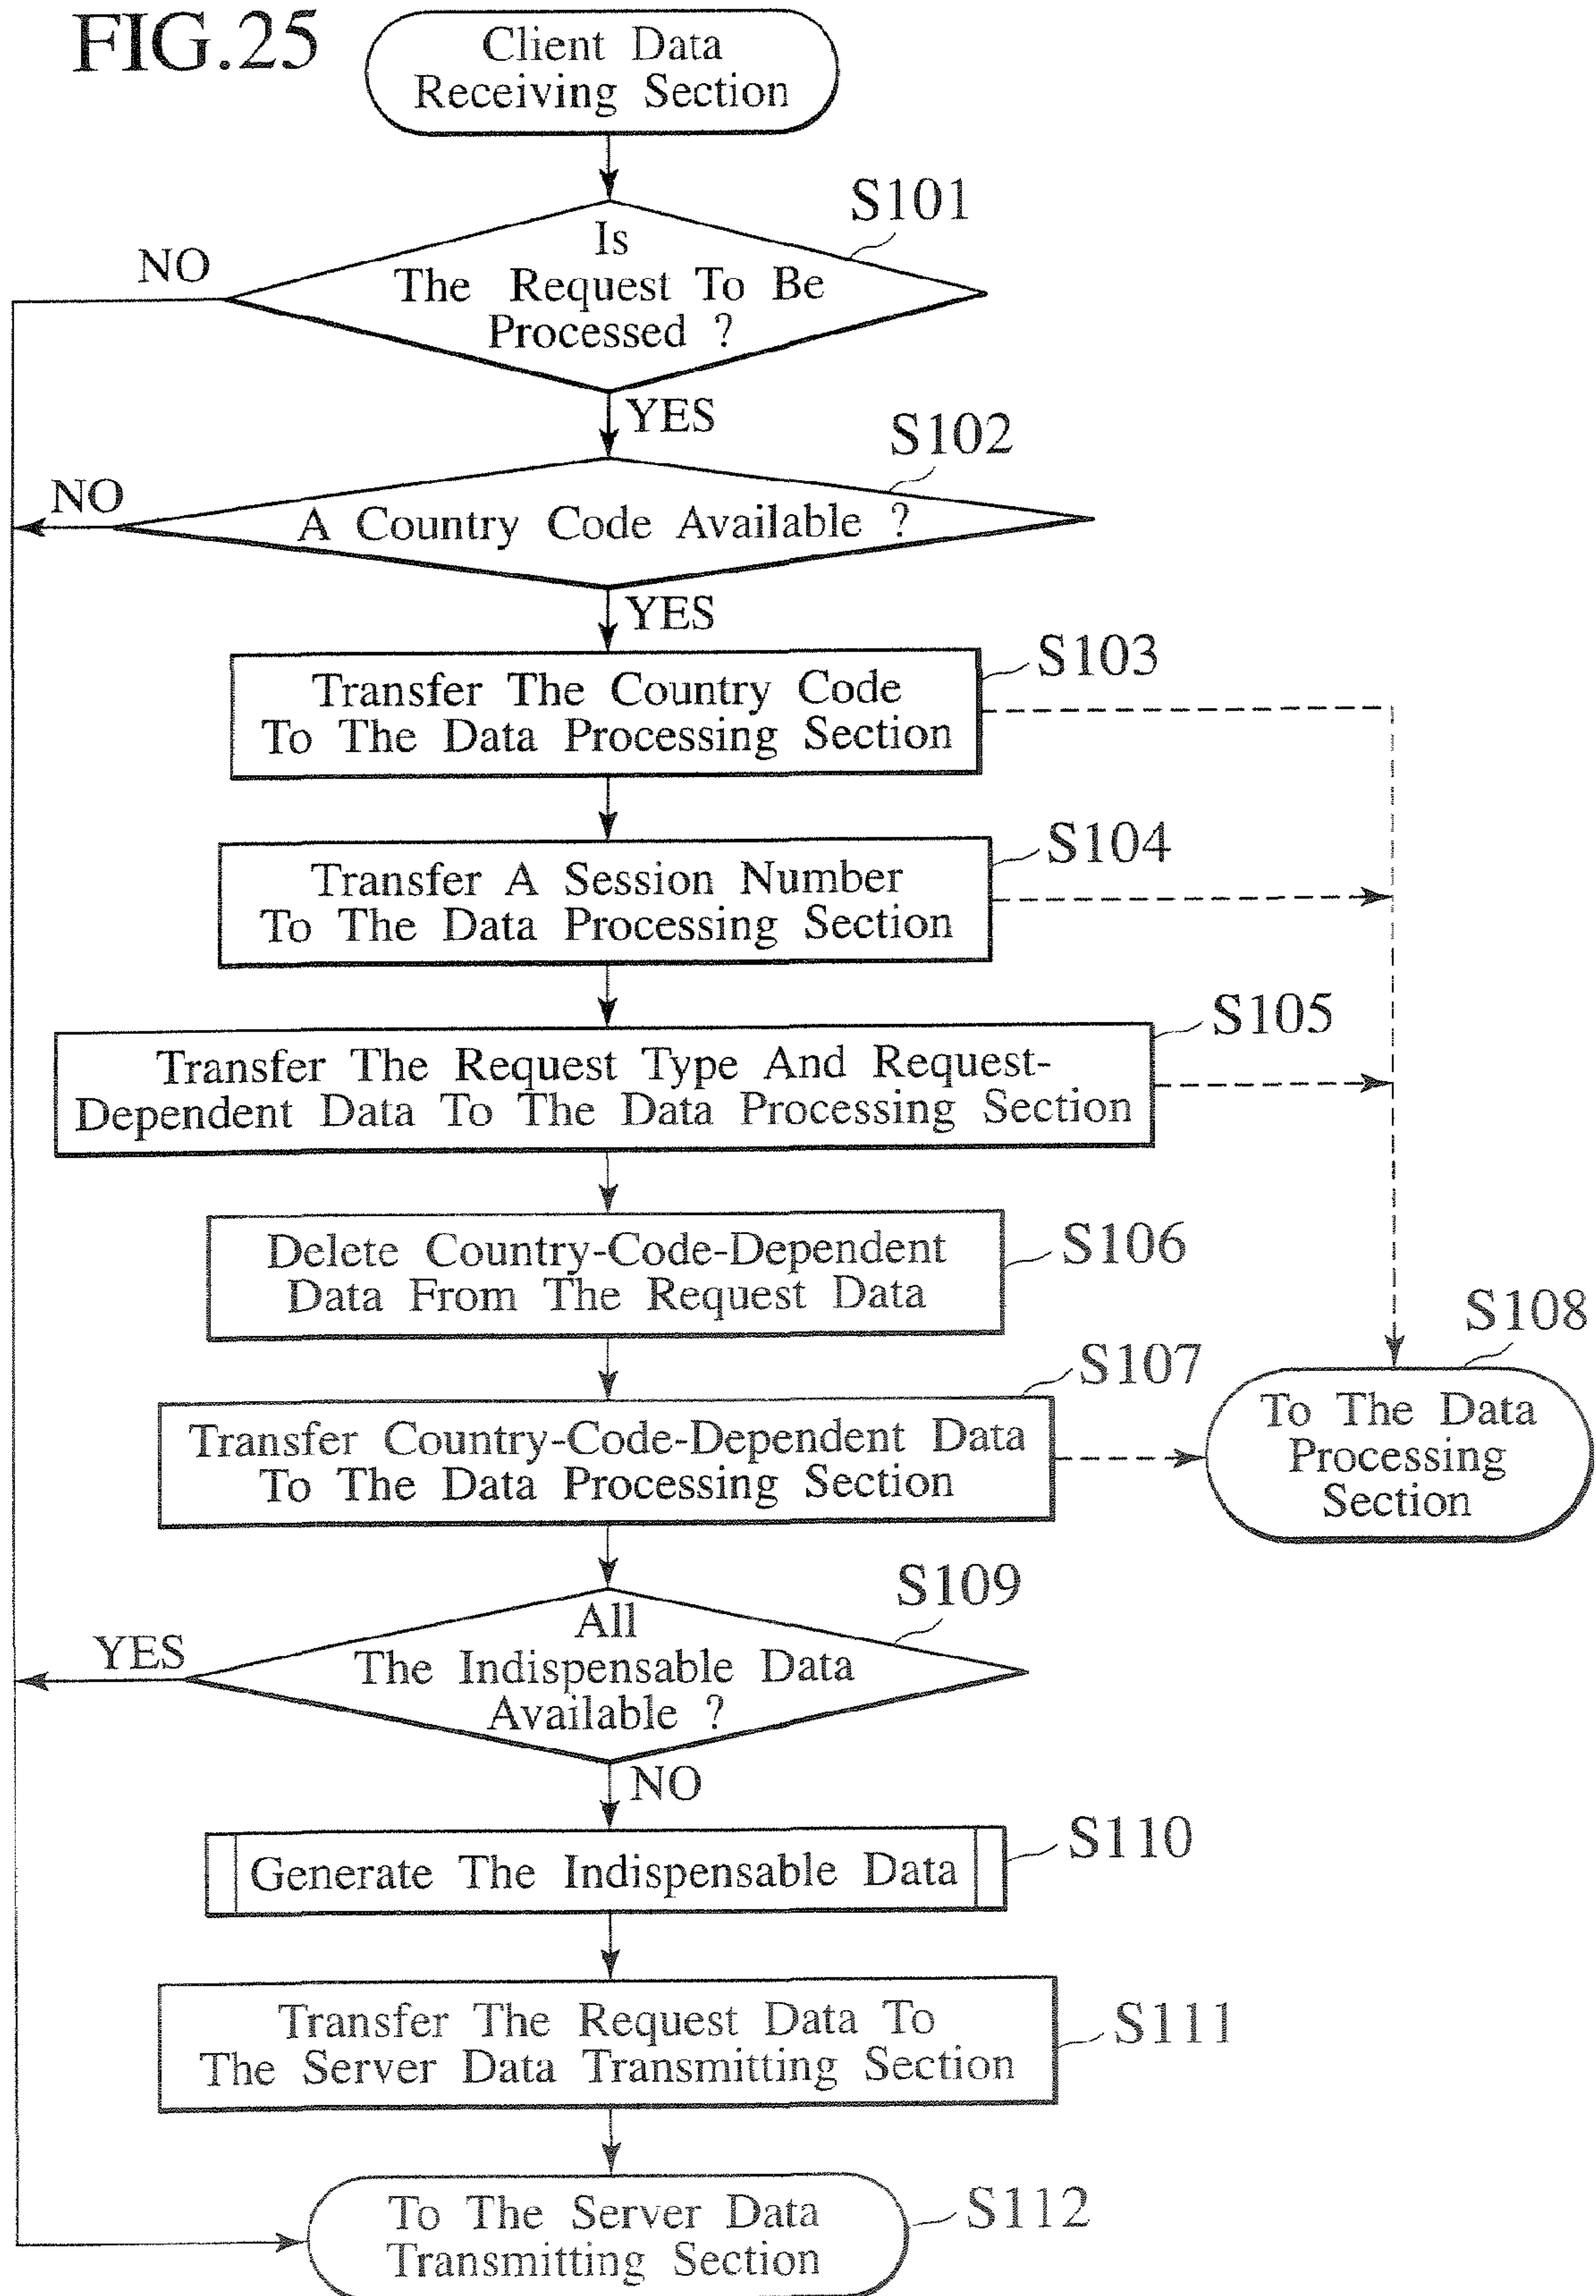 FIG.25
Client Data
Receiving Section
S101
Is
The Request To Be
Processed ?
NO
YES
S102
A Country Code Available ?
NO
YES
S103
Transfer The Country Code
To The Data Processing Section
S104
Transfer A Session Number
To The Data Processing Section
S105
Transfer The Request Type And Request-
Dependent Data To The Data Processing Section
S106
Delete Country-Code-Dependent
Data From The Request Data
S107
Transfer Country-Code-Dependent Data
To The Data Processing Section
S108
To The Data
Processing
Section
S109
All
The Indispensable Data
Available ?
YES
NO
S110
Generate The Indispensable Data
S111
Transfer The Request Data To
The Server Data Transmitting Section
S112
To The Server Data
Transmitting Section